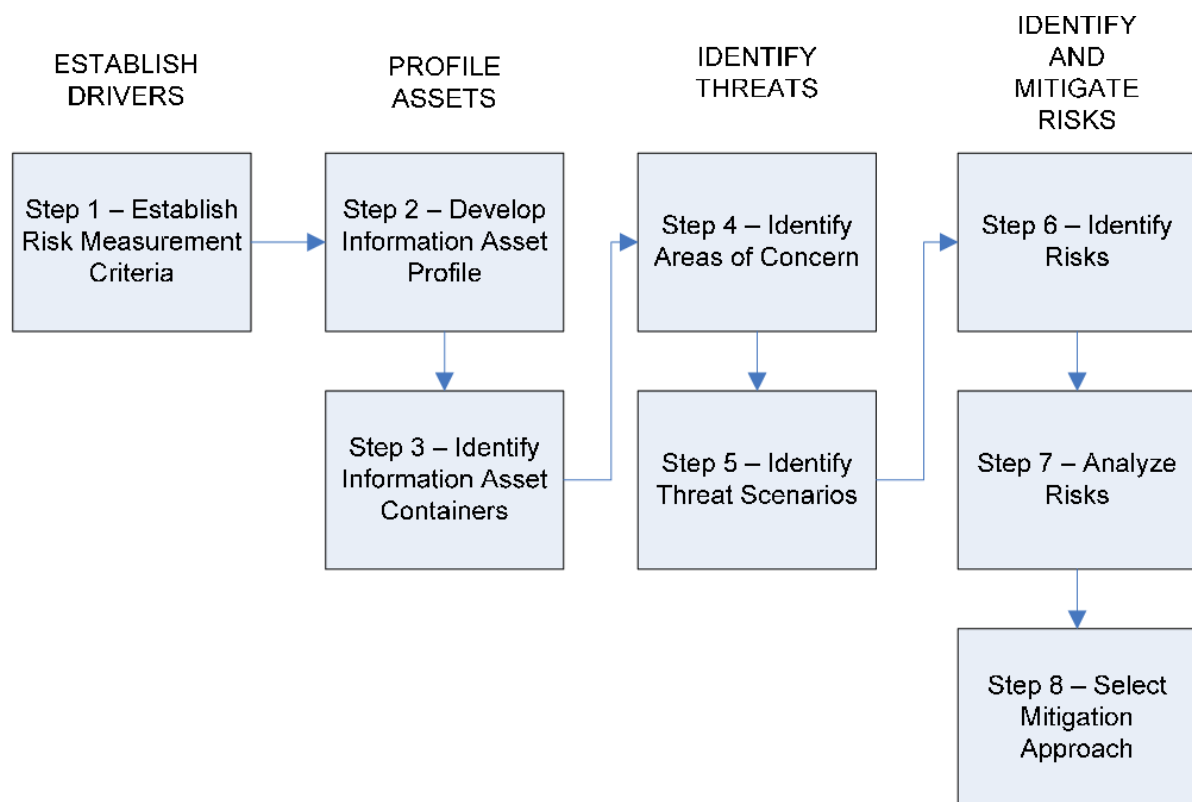 ESTABLISH
DRIVERS
PROFILE
ASSETS
IDENTIFY
THREATS
IDENTIFY
AND
MITIGATE
RISKS
Step 1 – Establish
Risk Measurement
Criteria
Step 2 – Develop
Information Asset
Profile
Step 3 – Identify
Information Asset
Containers
Step 4 – Identify
Areas of Concern
Step 5 – Identify
Threat Scenarios
Step 6 – Identify
Risks
Step 7 – Analyze
Risks
Step 8 – Select
Mitigation
Approach